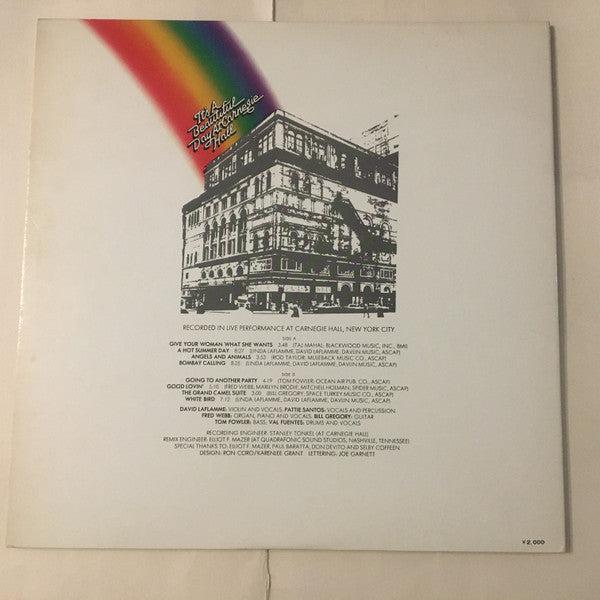 It's A
Beautiful
Day At Carnegie
Hall
RECORDED IN LIVE PERFORMANCE AT CARNEGIE HALL, NEW YORK CITY
SIDE A
GIVE YOUR WOMAN WHAT SHE WANTS 3:48 (TAJ MAHAL; BLACKWOOD MUSIC, INC., BMI)
A HOT SUMMER DAY 8:27 (LINDA LAFLAMME, DAVID LAFLAMME, DAVLIN MUSIC, ASCAP)
ANGELS AND ANIMALS 3:53 (ROD TAYLOR, MULEBACK MUSIC CO., ASCAP)
BOMBAY CALLING 8:25 (LINDA LAFLAMME, DAVID LAFLAMME, DAVLIN MUSIC, ASCAP)
SIDE B
GOING TO ANOTHER PARTY 4:19 (TOM FOWLER, OCEAN AIR PUB. CO., ASCAP)
GOOD LOVIN' 5:10 (FRED WEBB, MARILYN BRODIE, MITCHELL HOLMAN, SPIDER MUSIC, ASCAP)
THE GRAND CAMEL SUITE 3:00 (BILL GREGORY, SPACE TURKEY MUSIC CO., ASCAP)
WHITE BIRD 7:12 (LINDA LAFLAMME, DAVID LAFLAMME, DAVLIN MUSIC, ASCAP)
DAVID LAFLAMME: VIOLIN AND VOCALS, PATTIE SANTOS: VOCALS AND PERCUSSION
FRED WEBB: ORGAN, PIANO AND VOCALS, BILL GREGORY: GUITAR
TOM FOWLER: BASS, VAL FUENTES: DRUMS AND VOCALS
RECORDING ENGINEER: STANLEY TONKEL (AT CARNEGIE HALL)
REMIX ENGINEER: ELLIOT F. MAZER (AT QUADRAFONIC SOUND STUDIOS, NASHVILLE, TENNESSEE)
SPECIAL THANKS TO: ELLIOT F. MAZER, PAUL BARATTA, DON DEVITO AND SELBY COFFEEN
DESIGN: RON CORO/KARENLEE GRANT LETTERING: JOE GARNETT
¥2,000